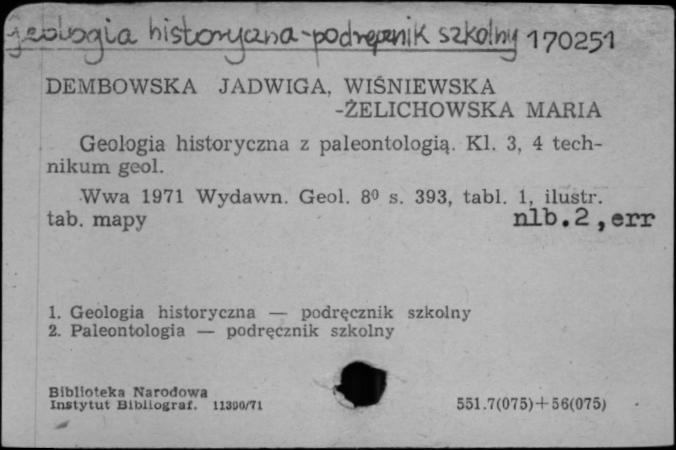 geologia historyczna - podręcznik szkolny 170251
DEMBOWSKA JADWIGA, WIŚNIEWSKA
-ŻELICHOWSKA MARIA
Geologia historyczna z paleontologią. Kl. 3, 4 tech-
nikum geol.
Wwa 1971 Wydawn. Geol. 8⁰ s. 393, tabl. 1, ilustr.
tab. mapy nlb.2,err
1. Geologia historyczna — podręcznik szkolny
2. Paleontologia — podręcznik szkolny
Biblioteka Narodowa
Instytut Bibliograf. 11390/71 551.7(075)+56(075)